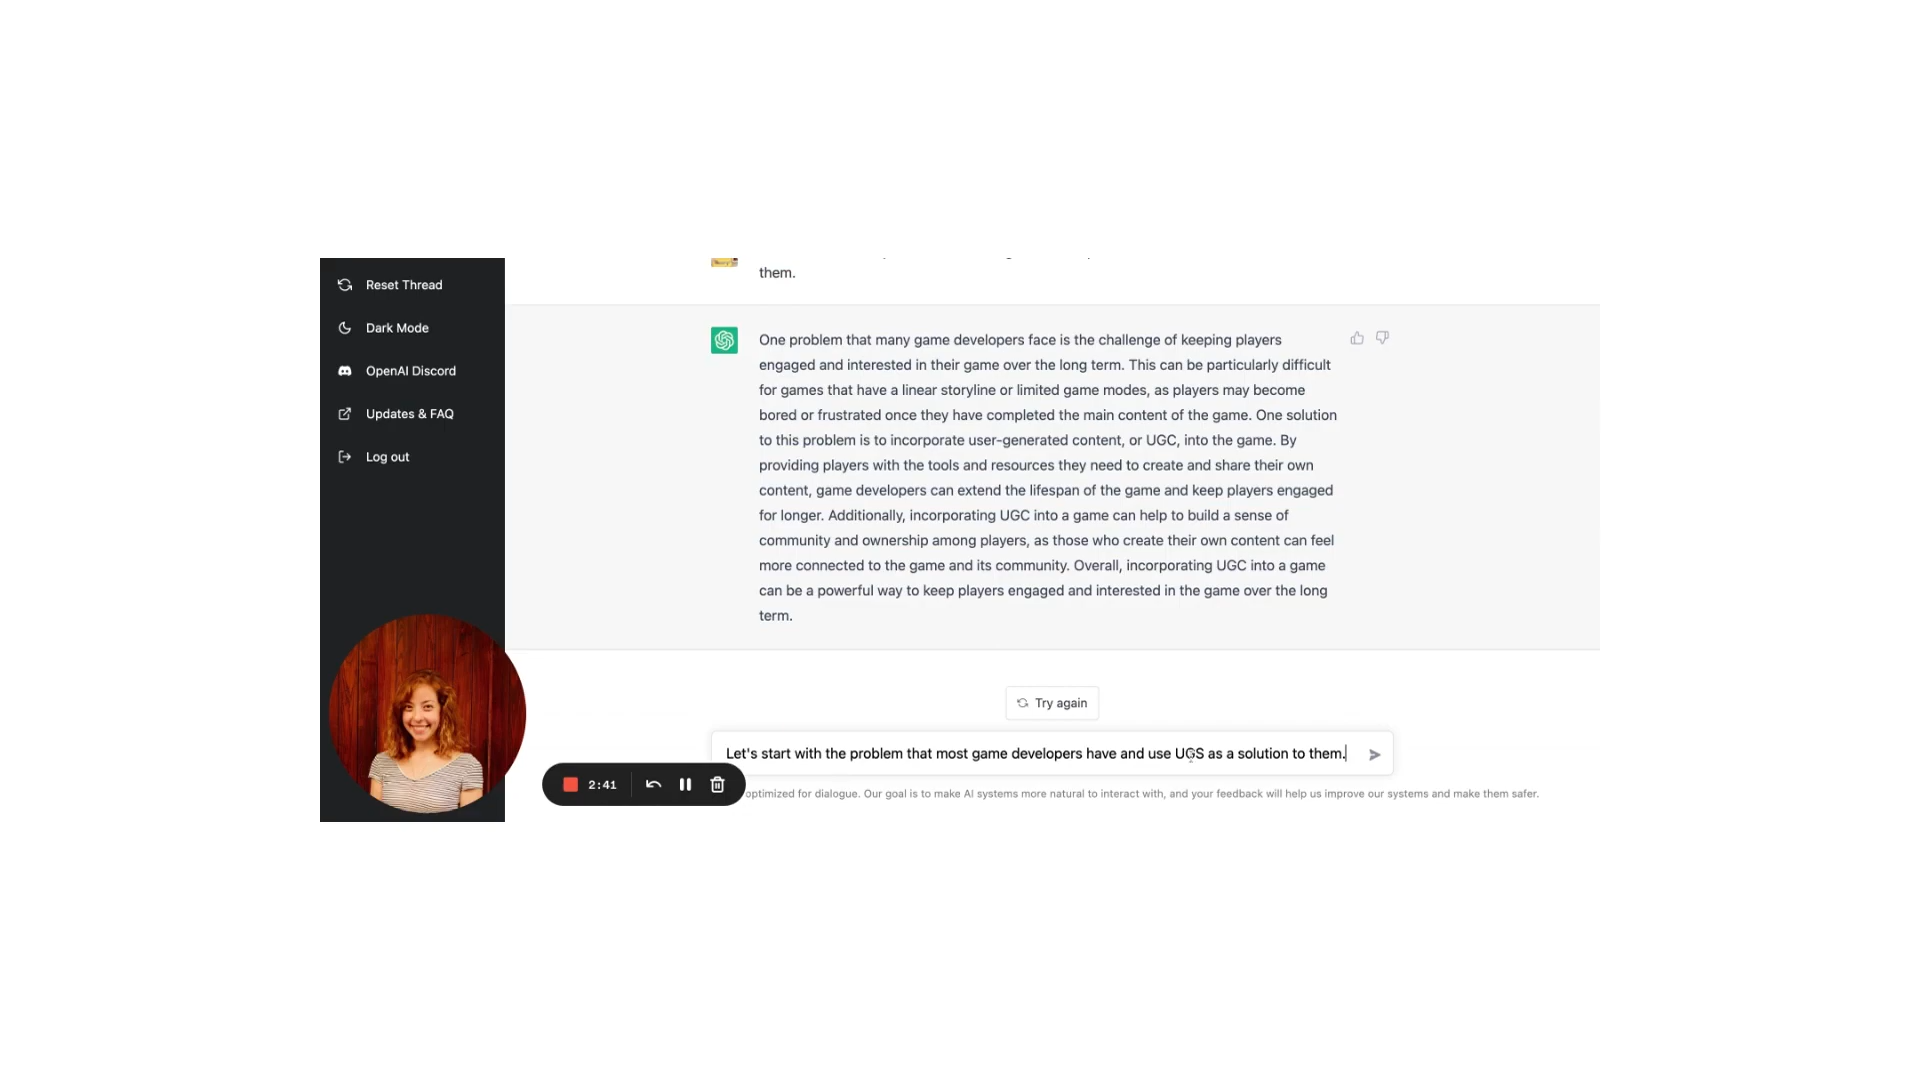 Reset Thread
Dark Mode
OpenAI Discord
Updates & FAQ
Log out
them.
One problem that many game developers face is the challenge of keeping players
engaged and interested in their game over the long term. This can be particularly difficult
for games that have a linear storyline or limited game modes, as players may become
bored or frustrated once they have completed the main content of the game. One solution
to this problem is to incorporate user-generated content, or UGC, into the game. By
providing players with the tools and resources they need to create and share their own
content, game developers can extend the lifespan of the game and keep players engaged
for longer. Additionally, incorporating UGC into a game can help to build a sense of
community and ownership among players, as those who create their own content can feel
more connected to the game and its community. Overall, incorporating UGC into a game
can be a powerful way to keep players engaged and interested in the game over the long
term.
Try again
Let's start with the problem that most game developers have and use UGS as a solution to them.
2:41
optimized for dialogue. Our goal is to make AI systems more natural to interact with, and your feedback will help us improve our systems and make them safer.